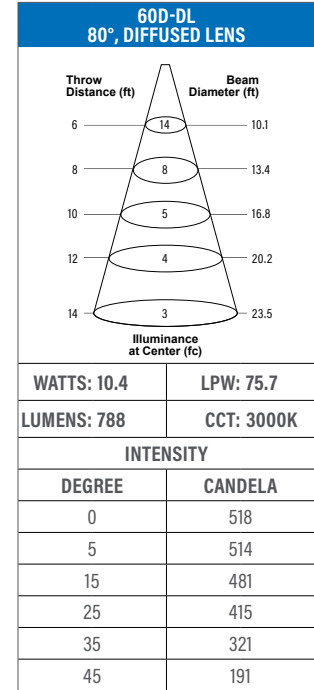 60D-DL
80°, DIFFUSED LENS
Throw
Distance (ft)
Beam
Diameter (ft)
6 14 10.1
8 8 13.4
10 5 16.8
12 4 20.2
14 3 23.5
Illuminance
at Center (fc)
WATTS: 10.4 LPW: 75.7
LUMENS: 788 CCT: 3000K
INTENSITY
DEGREE CANDELA
0 518
5 514
15 481
25 415
35 321
45 191